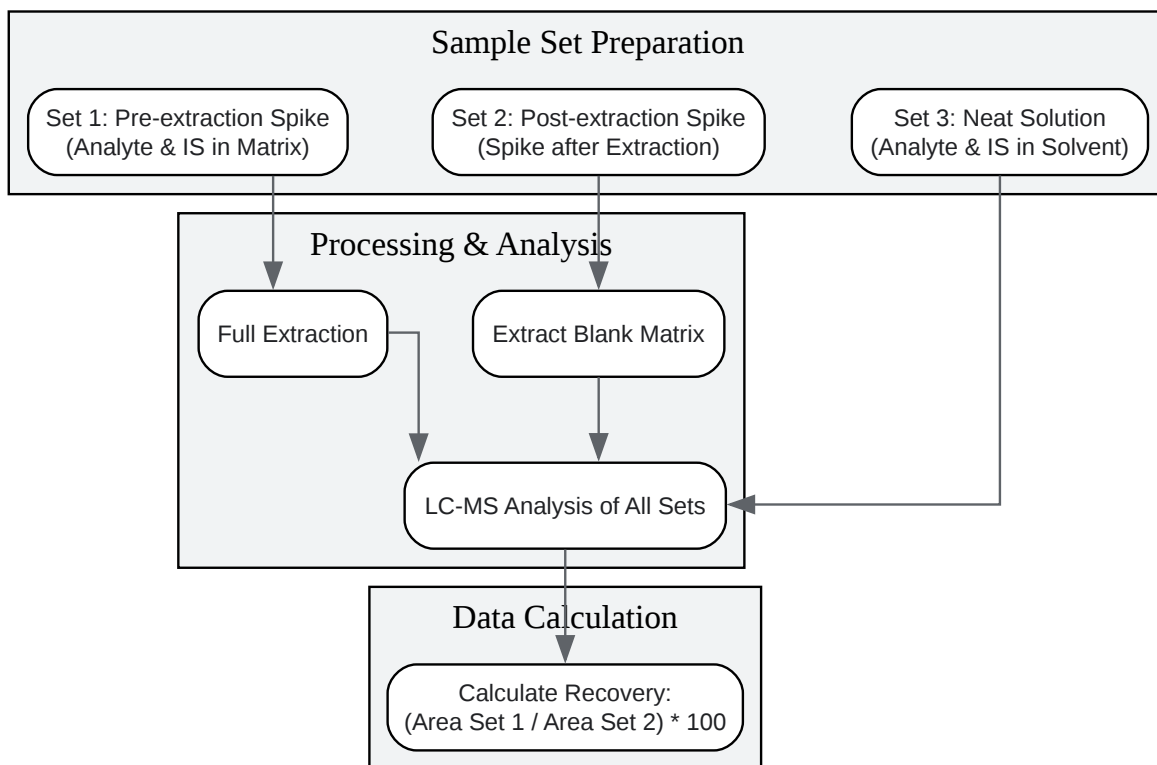 Sample Set Preparation
Set 1: Pre-extraction Spike
(Analyte & IS in Matrix)
Set 2: Post-extraction Spike
(Spike after Extraction)
Set 3: Neat Solution
(Analyte & IS in Solvent)
Processing & Analysis
Full Extraction
Extract Blank Matrix
LC-MS Analysis of All Sets
Data Calculation
Calculate Recovery:
(Area Set 1 / Area Set 2) * 100